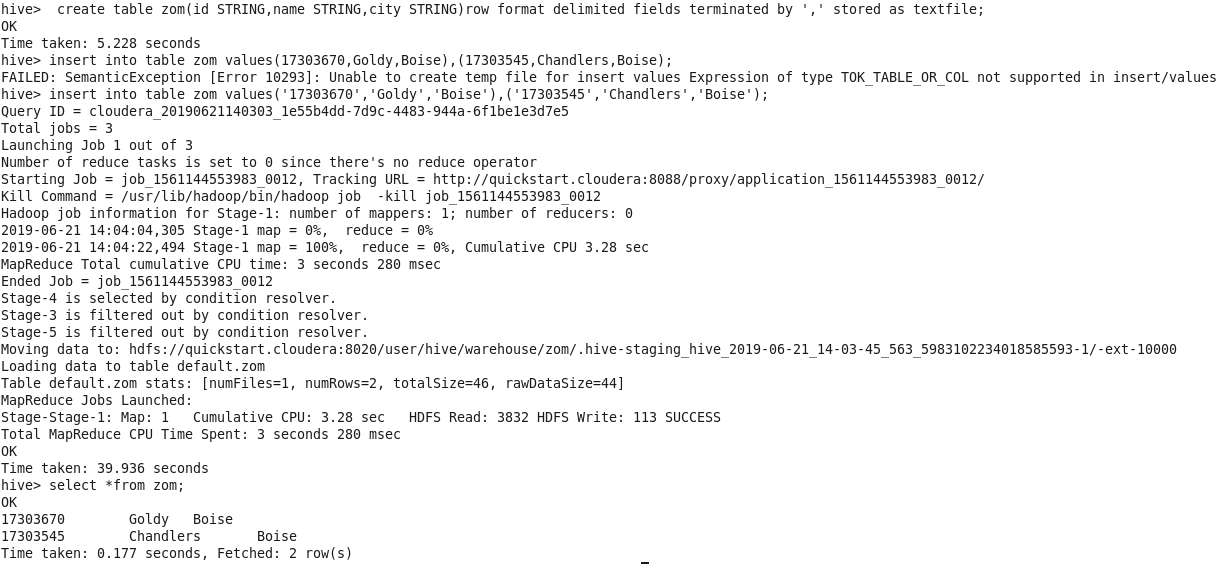 hive>  create table zom(id STRING,name STRING,city STRING)row format delimited fields terminated by ',' stored as textfile;
OK
Time taken: 5.228 seconds
hive> insert into table zom values(17303670,Goldy,Boise),(17303545,Chandlers,Boise);
FAILED: SemanticException [Error 10293]: Unable to create temp file for insert values Expression of type TOK_TABLE_OR_COL not supported in insert/values
hive> insert into table zom values('17303670','Goldy','Boise'),('17303545','Chandlers','Boise');
Query ID = cloudera_20190621140303_1e55b4dd-7d9c-4483-944a-6f1be1e3d7e5
Total jobs = 3
Launching Job 1 out of 3
Number of reduce tasks is set to 0 since there's no reduce operator
Starting Job = job_1561144553983_0012, Tracking URL = http://quickstart.cloudera:8088/proxy/application_1561144553983_0012/
Kill Command = /usr/lib/hadoop/bin/hadoop job  -kill job_1561144553983_0012
Hadoop job information for Stage-1: number of mappers: 1; number of reducers: 0
2019-06-21 14:04:04,305 Stage-1 map = 0%,  reduce = 0%
2019-06-21 14:04:22,494 Stage-1 map = 100%,  reduce = 0%, Cumulative CPU 3.28 sec
MapReduce Total cumulative CPU time: 3 seconds 280 msec
Ended Job = job_1561144553983_0012
Stage-4 is selected by condition resolver.
Stage-3 is filtered out by condition resolver.
Stage-5 is filtered out by condition resolver.
Moving data to: hdfs://quickstart.cloudera:8020/user/hive/warehouse/zom/.hive-staging_hive_2019-06-21_14-03-45_563_5983102234018585593-1/-ext-10000
Loading data to table default.zom
Table default.zom stats: [numFiles=1, numRows=2, totalSize=46, rawDataSize=44]
MapReduce Jobs Launched:
Stage-Stage-1: Map: 1   Cumulative CPU: 3.28 sec   HDFS Read: 3832 HDFS Write: 113 SUCCESS
Total MapReduce CPU Time Spent: 3 seconds 280 msec
OK
Time taken: 39.936 seconds
hive> select *from zom;
OK
17303670	Goldy	Boise
17303545	Chandlers	Boise
Time taken: 0.177 seconds, Fetched: 2 row(s)